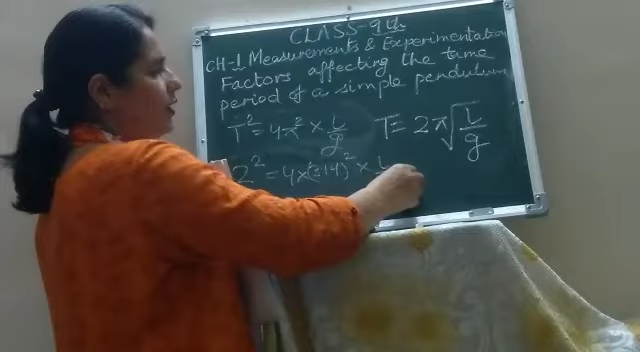 CLASS-9th
CH-1 Measurements & Experimentation
Factors affecting the time
period of a simple pendulum
T² = 4π² × L/g T = 2π√L/g
2² = 4×(3.14)² × L